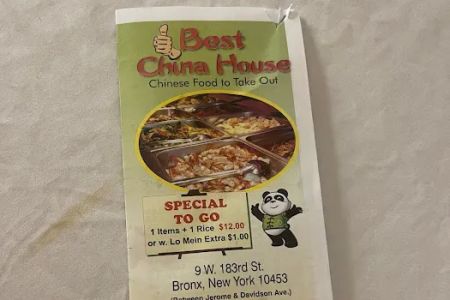 Best
China House
Chinese Food to Take Out
SPECIAL
TO GO
1 Items + 1 Rice $12.00
or w. Lo Mein Extra $1.00
9 W. 183rd St.
Bronx, New York 10453
(Between Jerome & Davidson Ave.)